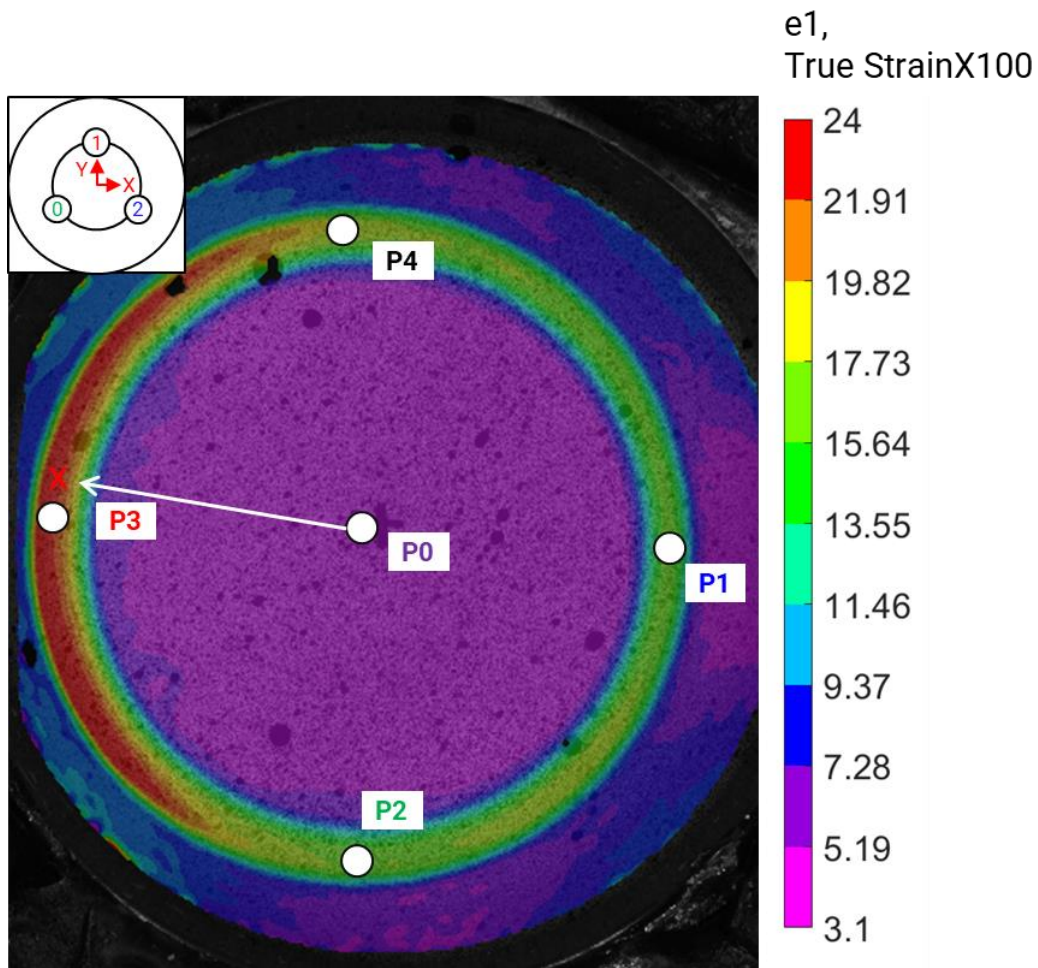 e1,
True StrainX100
1
Y
X
0
2
P4
X
P3
P0
P1
P2
24
21.91
19.82
17.73
15.64
13.55
11.46
9.37
7.28
5.19
3.1